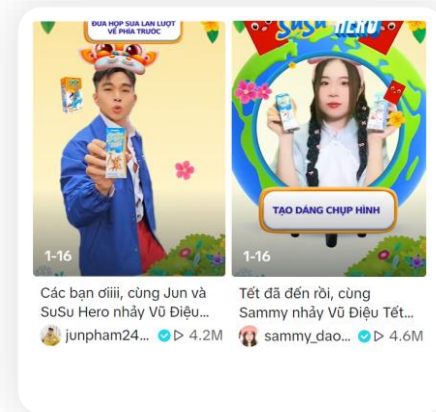 ĐƯA HỘP SỮA LẦN LƯỢT
VỀ PHÍA TRƯỚC
SuSu HERO
TẠO DÁNG CHỤP HÌNH
1-16
1-16
Các bạn ơiiii, cùng Jun và
SuSu Hero nhảy Vũ Điệu...
junpham24... 4.2M
Tết đã đến rồi, cùng
Sammy nhảy Vũ Điệu Tết...
sammy_dao... 4.6M